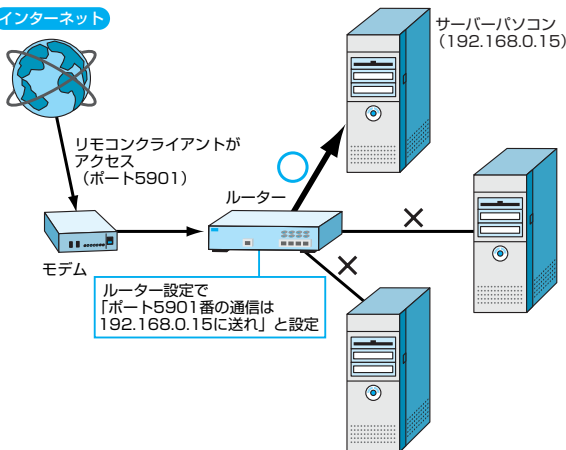 インターネット
サーバーパソコン
（192.168.0.15）
リモコンクライアントが
アクセス
（ポート5901）
ルーター
モデム
ルーター設定で
「ポート5901番の通信は
192.168.0.15に送れ」と設定